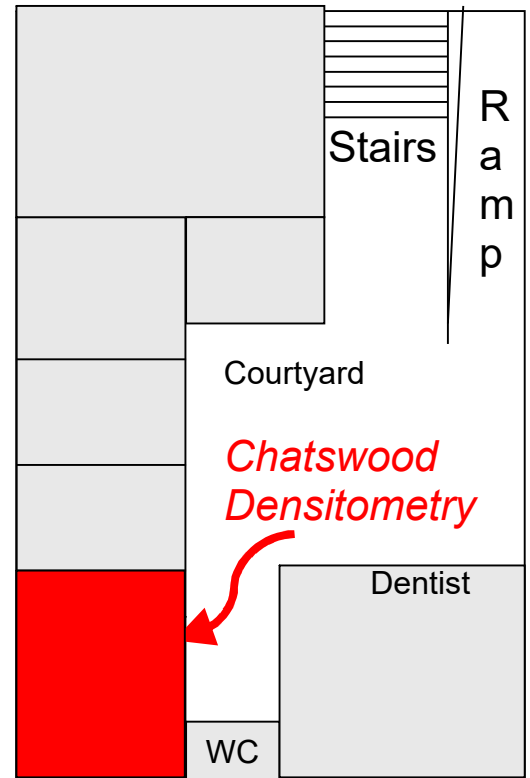 Stairs
R
a
m
p
Courtyard
Chatswood
Densitometry
Dentist
WC